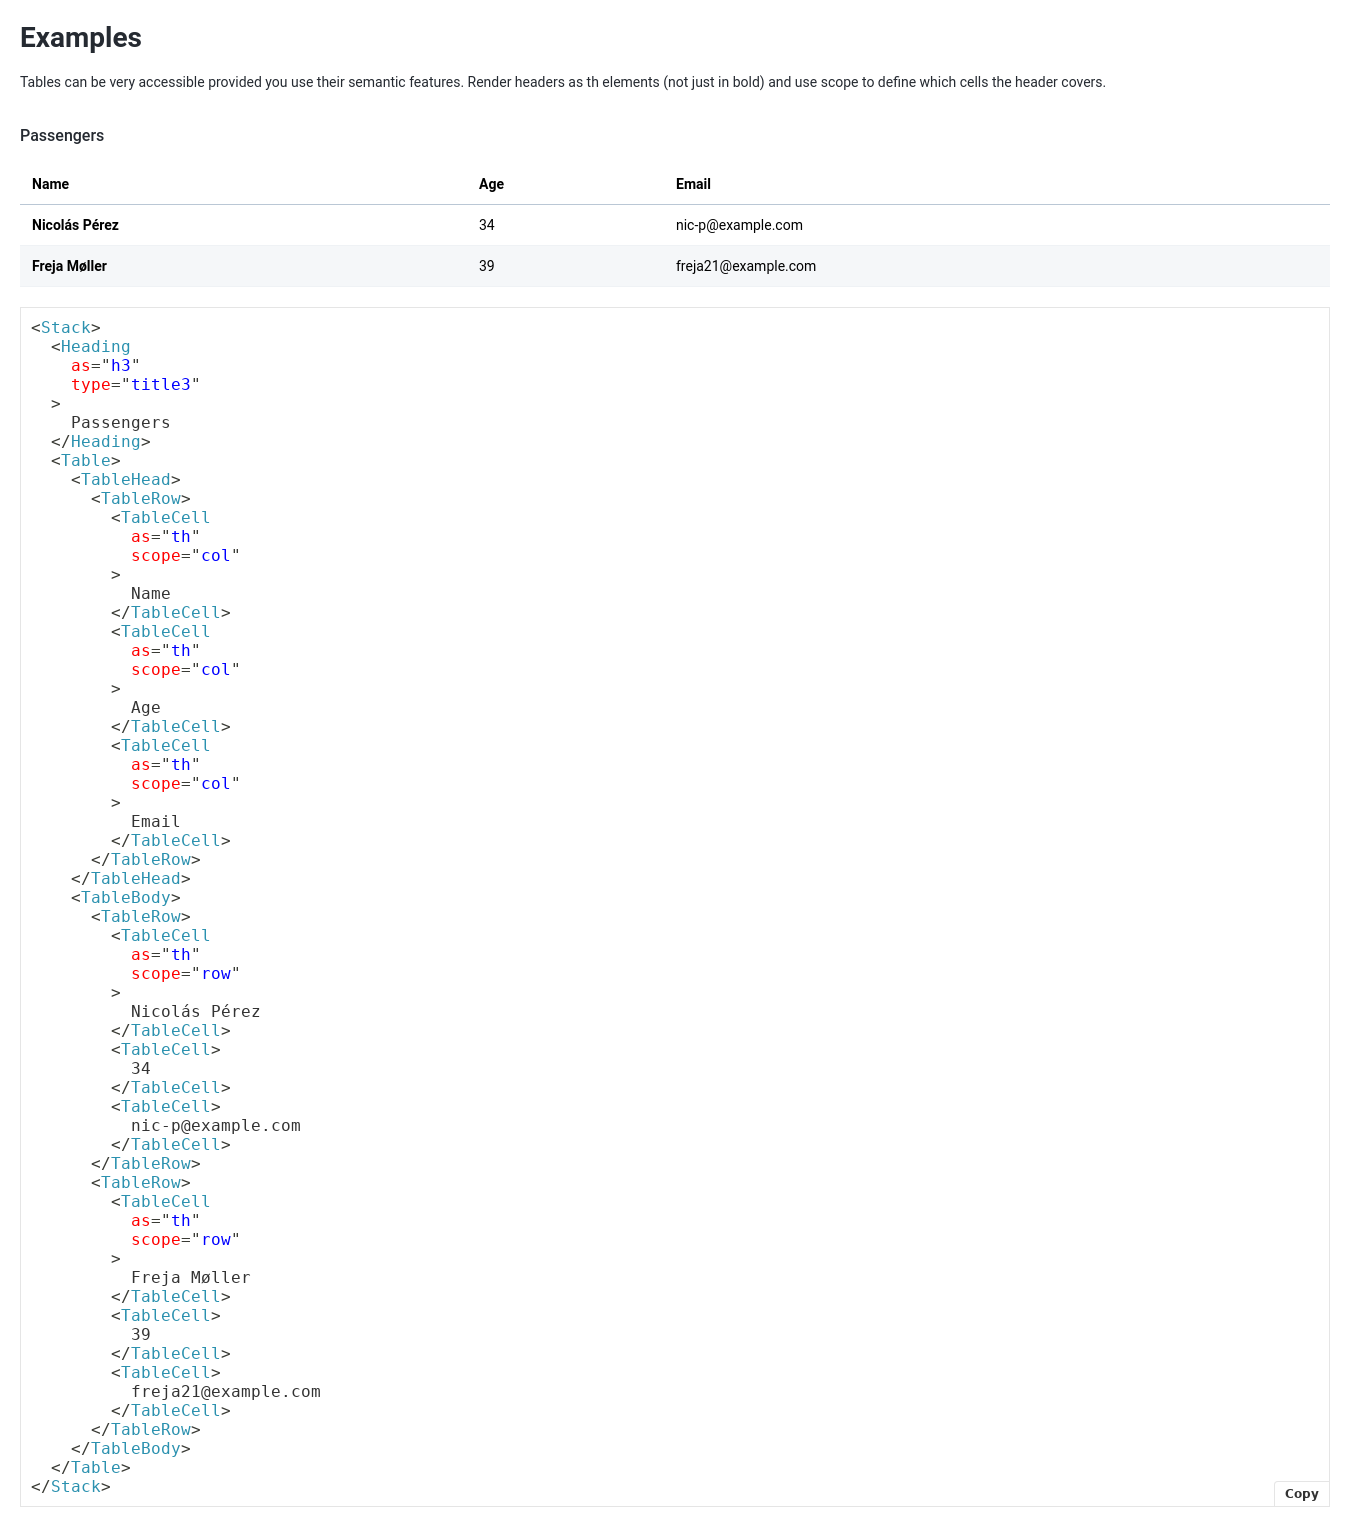 Examples
Tables can be very accessible provided you use their semantic features. Render headers as th elements (not just in bold) and use scope to define which cells the header covers.
Passengers
Name Age Email
Nicolás Pérez 34 nic-p@example.com
Freja Møller 39 freja21@example.com
<Stack>
  <Heading
    as="h3"
    type="title3"
  >
    Passengers
  </Heading>
  <Table>
    <TableHead>
      <TableRow>
        <TableCell
          as="th"
          scope="col"
        >
          Name
        </TableCell>
        <TableCell
          as="th"
          scope="col"
        >
          Age
        </TableCell>
        <TableCell
          as="th"
          scope="col"
        >
          Email
        </TableCell>
      </TableRow>
    </TableHead>
    <TableBody>
      <TableRow>
        <TableCell
          as="th"
          scope="row"
        >
          Nicolás Pérez
        </TableCell>
        <TableCell>
          34
        </TableCell>
        <TableCell>
          nic-p@example.com
        </TableCell>
      </TableRow>
      <TableRow>
        <TableCell
          as="th"
          scope="row"
        >
          Freja Møller
        </TableCell>
        <TableCell>
          39
        </TableCell>
        <TableCell>
          freja21@example.com
        </TableCell>
      </TableRow>
    </TableBody>
  </Table>
</Stack>
Copy